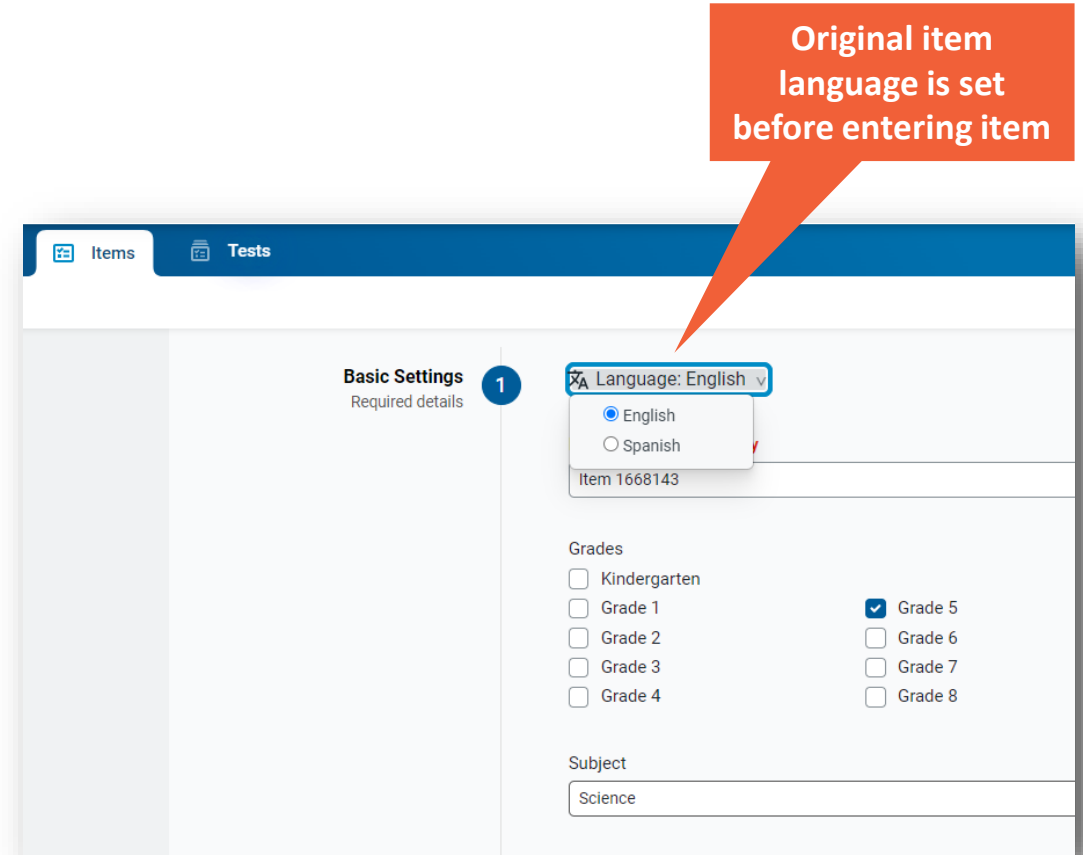 Original item
language is set
before entering item
Items
Tests
Basic Settings
Required details
1
Language: English
English
Spanish
Item 1668143
Grades
Kindergarten
Grade 1
Grade 2
Grade 3
Grade 4
Grade 5
Grade 6
Grade 7
Grade 8
Subject
Science